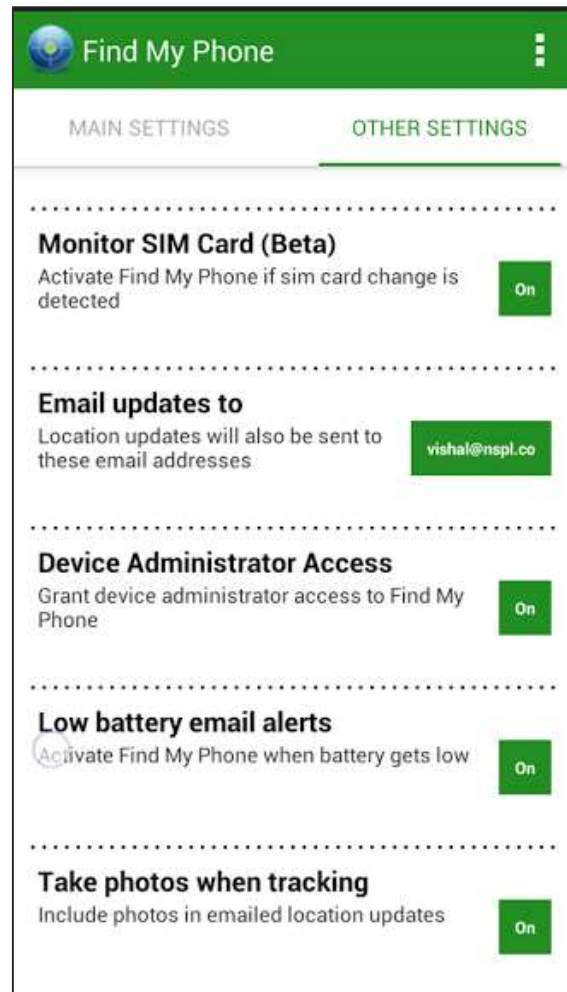 Find My Phone
MAIN SETTINGS
OTHER SETTINGS
Monitor SIM Card (Beta)
Activate Find My Phone if sim card change is
detected
On
Email updates to
Location updates will also be sent to
these email addresses
vishal@nspl.co
Device Administrator Access
Grant device administrator access to Find My
Phone
On
Low battery email alerts
Activate Find My Phone when battery gets low
On
Take photos when tracking
Include photos in emailed location updates
On